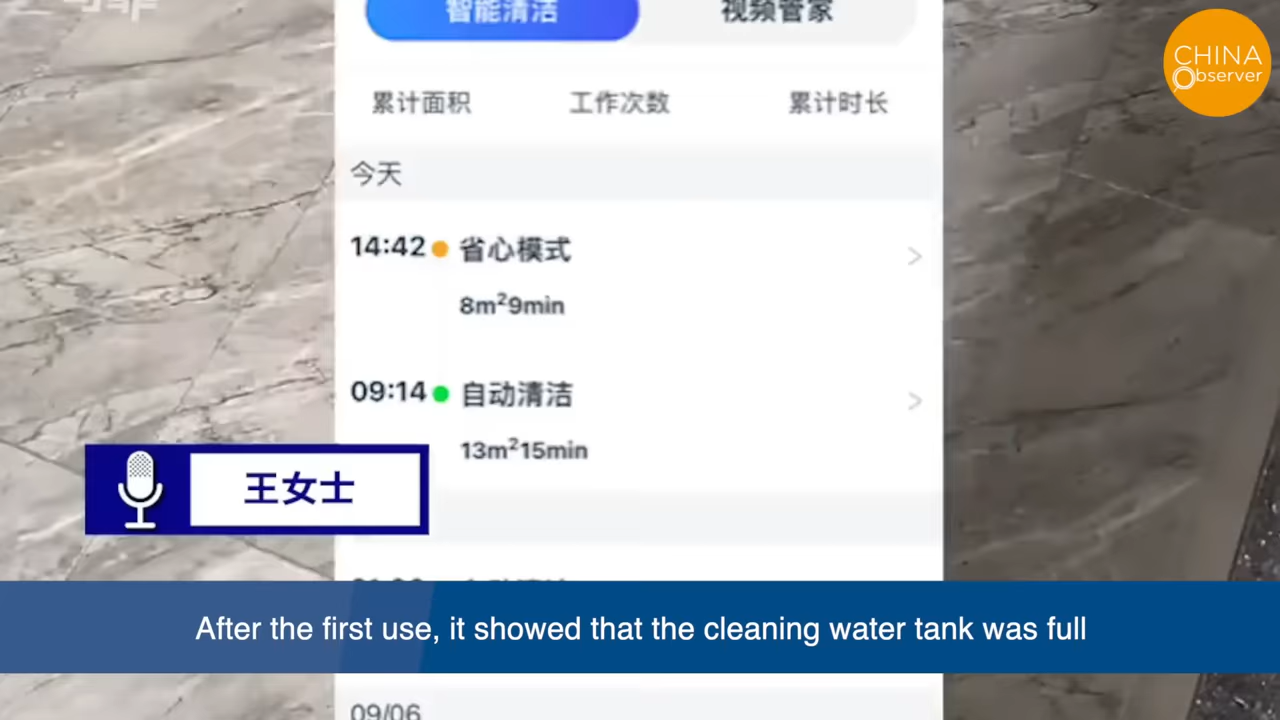 智能清洁 视频管家
CHINA
Observer
累计面积 工作次数 累计时长
今天
14:42 省心模式
8m²9min
09:14 自动清洁
13m²15min
王女士
After the first use, it showed that the cleaning water tank was full
09/06